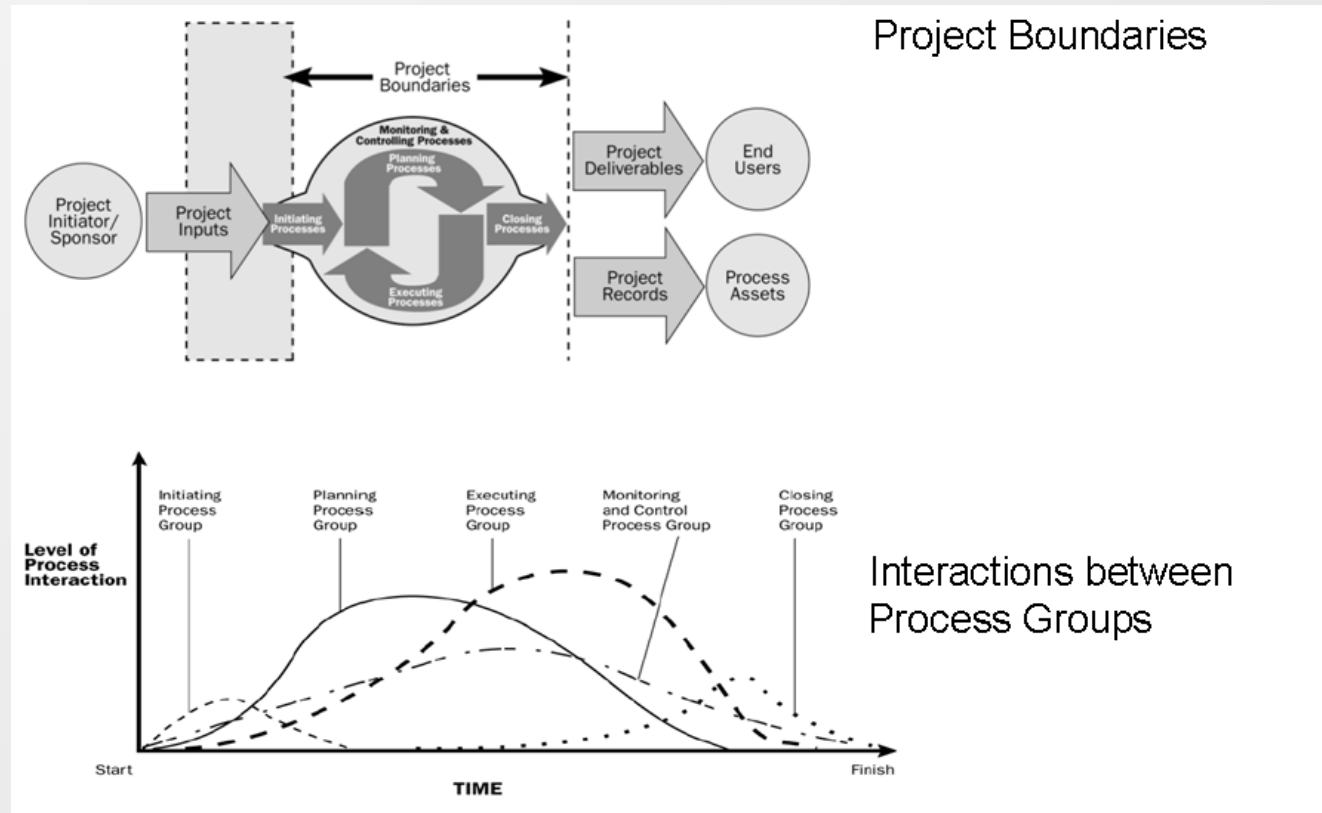 Project Boundaries
Project
Boundaries
Monitoring &
Controlling Processes
Planning
Processes
Project
Initiator/
Sponsor
Project
Inputs
Initiating
Processes
Closing
Processes
Executing
Processes
Project
Deliverables
End
Users
Project
Records
Process
Assets
Initiating
Process
Group
Planning
Process
Group
Executing
Process
Group
Monitoring
and Control
Process Group
Closing
Process
Group
Level of
Process
Interaction
Interactions between
Process Groups
Start
Finish
TIME